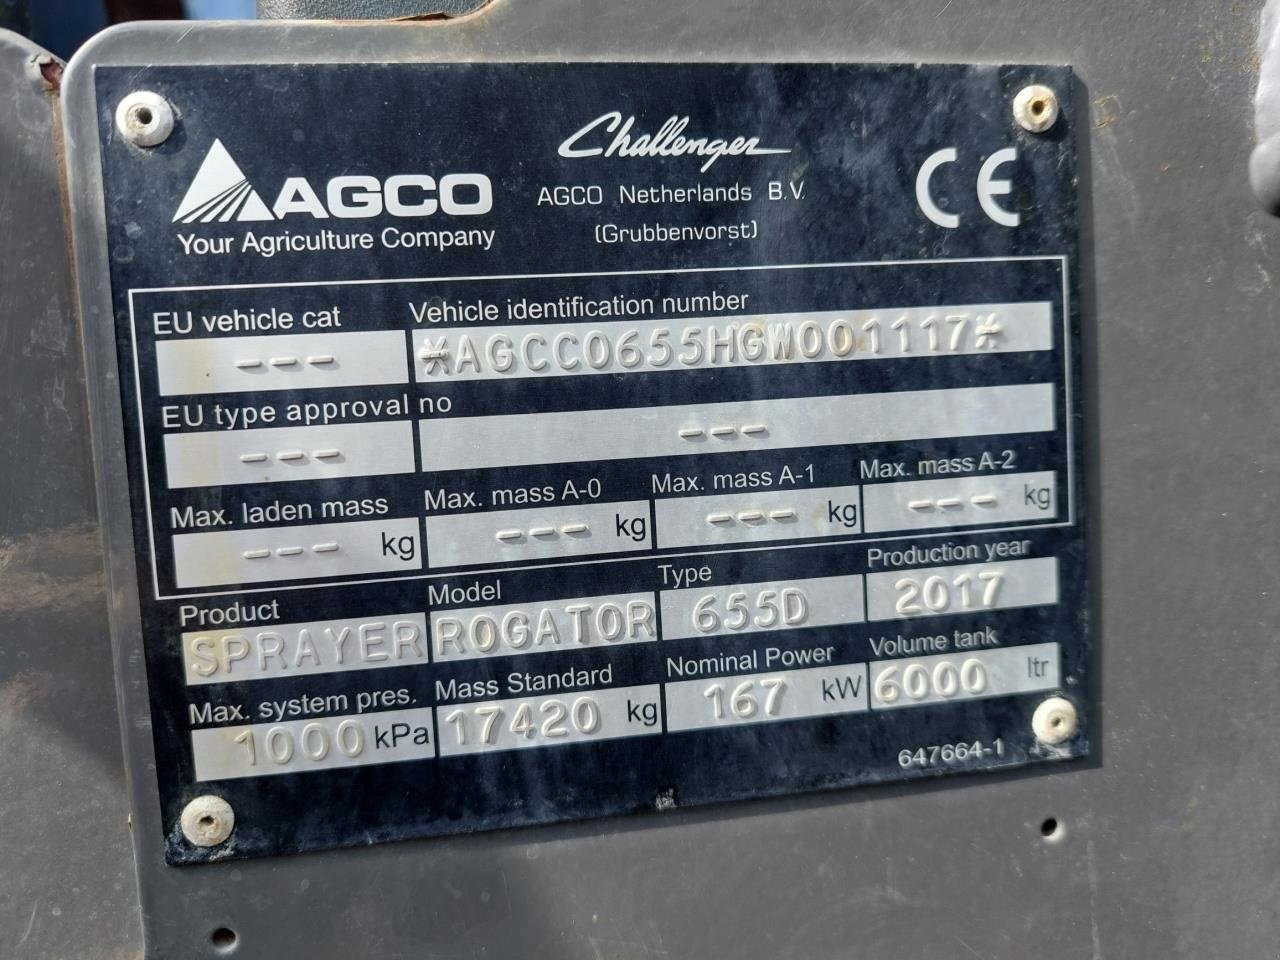 Challenger
AGCO
Your Agriculture Company
AGCO Netherlands B.V.
(Grubbenvorst)
CE
EU vehicle cat
---
Vehicle identification number
*AGCC0655HGW001117*
EU type approval no
---
---
Max. laden mass
--- kg
Max. mass A-0
--- kg
Max. mass A-1
--- kg
Max. mass A-2
--- kg
Product
SPRAYER
Model
ROGATOR
Type
655D
Production year
2017
Max. system pres.
1000 kPa
Mass Standard
17420 kg
Nominal Power
167 kW
Volume tank
6000 ltr
647664-1